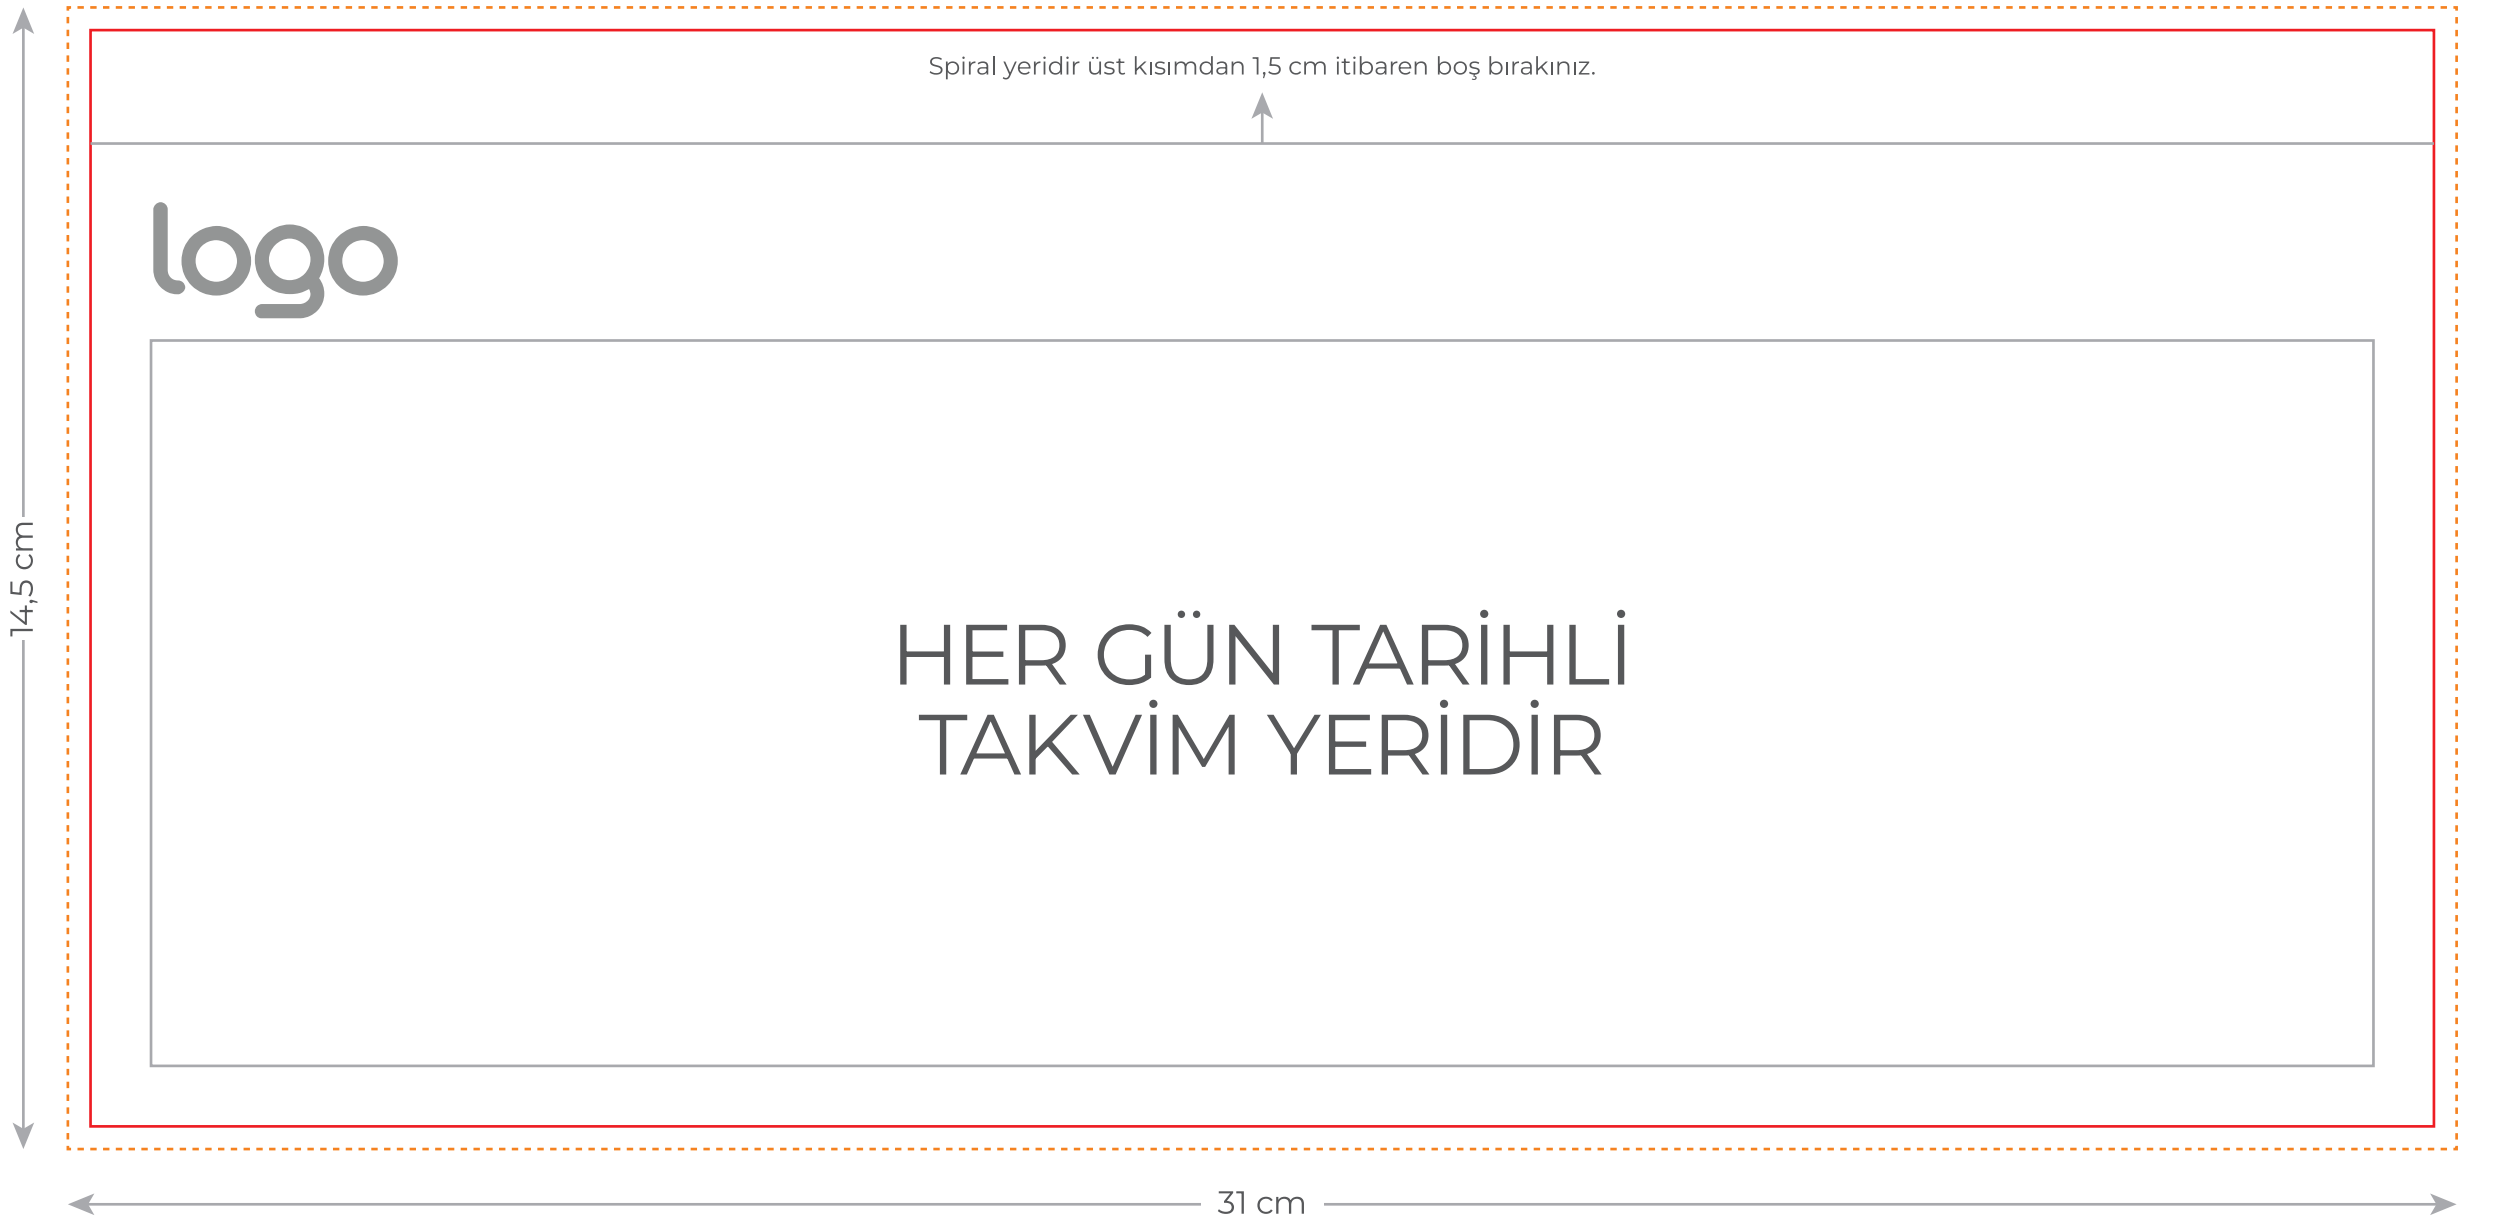 Spiral yeridir üst kısımdan 1,5 cm itibaren boş bırakınız.
logo
HER GÜN TARİHLİ
TAKVİM YERİDİR
14,5 cm
31 cm